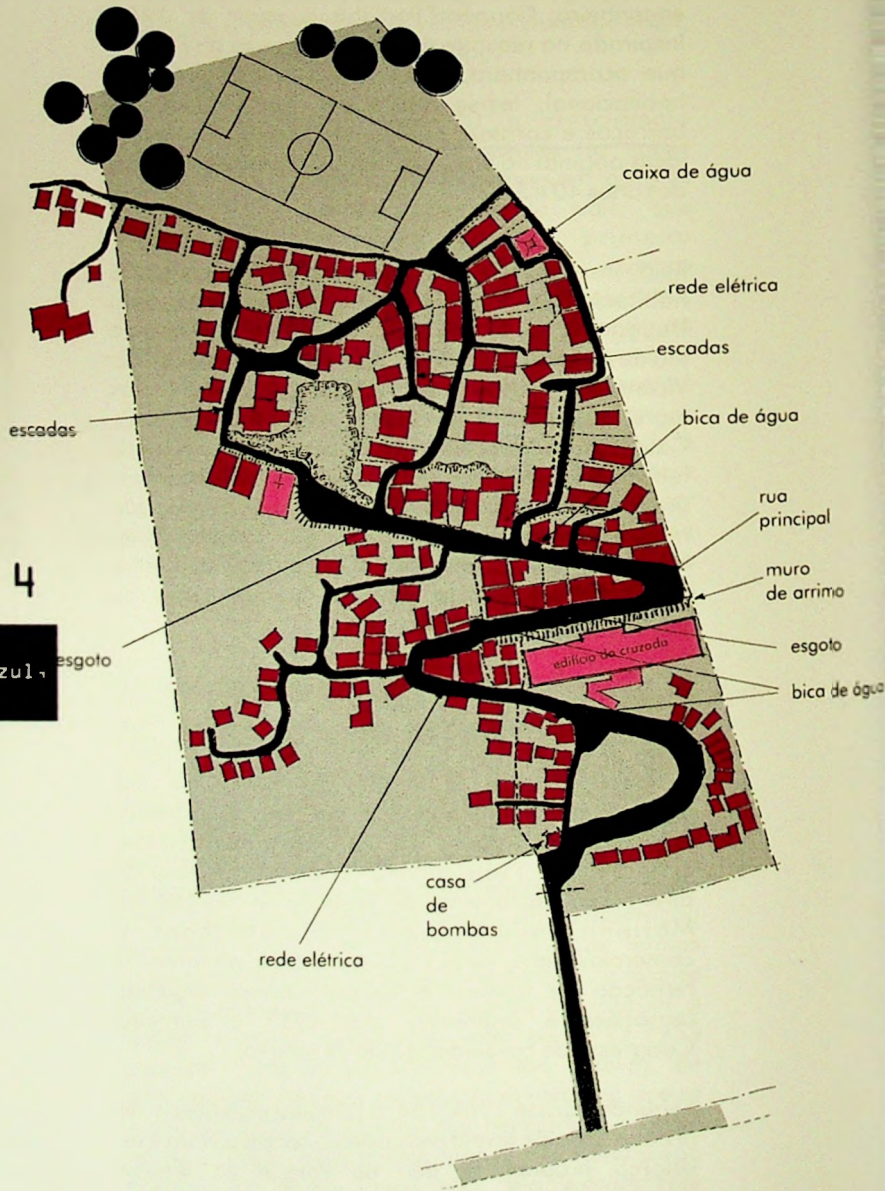 caixa de água
rede elétrica
escadas
bica de água
escadas
rua
principal
4
muro
de arrimo
zul,
esgoto
edifício da cruzada
esgoto
bica de água
casa
de
bombas
rede elétrica